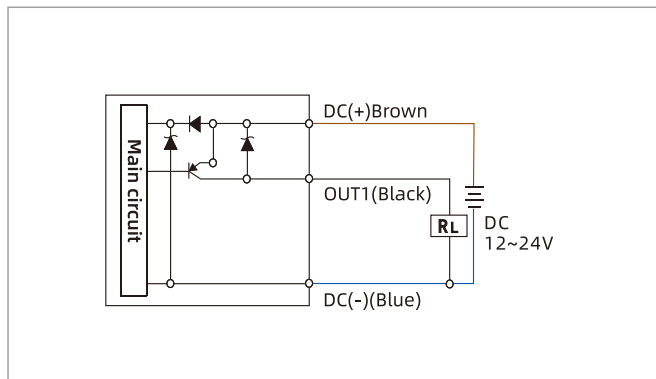 DC(+)Brown
Main circuit
OUT1(Black)
RL
DC
12~24V
DC(-)(Blue)